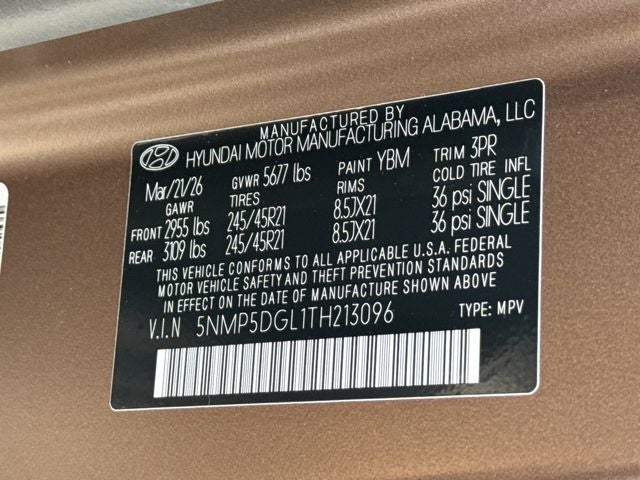 MANUFACTURED BY
HYUNDAI MOTOR MANUFACTURING ALABAMA, LLC
Mar/21/26 GVWR 5677 lbs PAINT YBM TRIM 3PR
GAWR TIRES RIMS COLD TIRE INFL
FRONT 2955 lbs 245/45R21 8.5JX21 36 psi SINGLE
REAR 3109 lbs 245/45R21 8.5JX21 36 psi SINGLE
THIS VEHICLE CONFORMS TO ALL APPLICABLE U.S.A. FEDERAL
MOTOR VEHICLE SAFETY AND THEFT PREVENTION STANDARDS
IN EFFECT ON THE DATE OF MANUFACTURE SHOWN ABOVE
V.I.N 5NMP5DGL1TH213096 TYPE: MPV